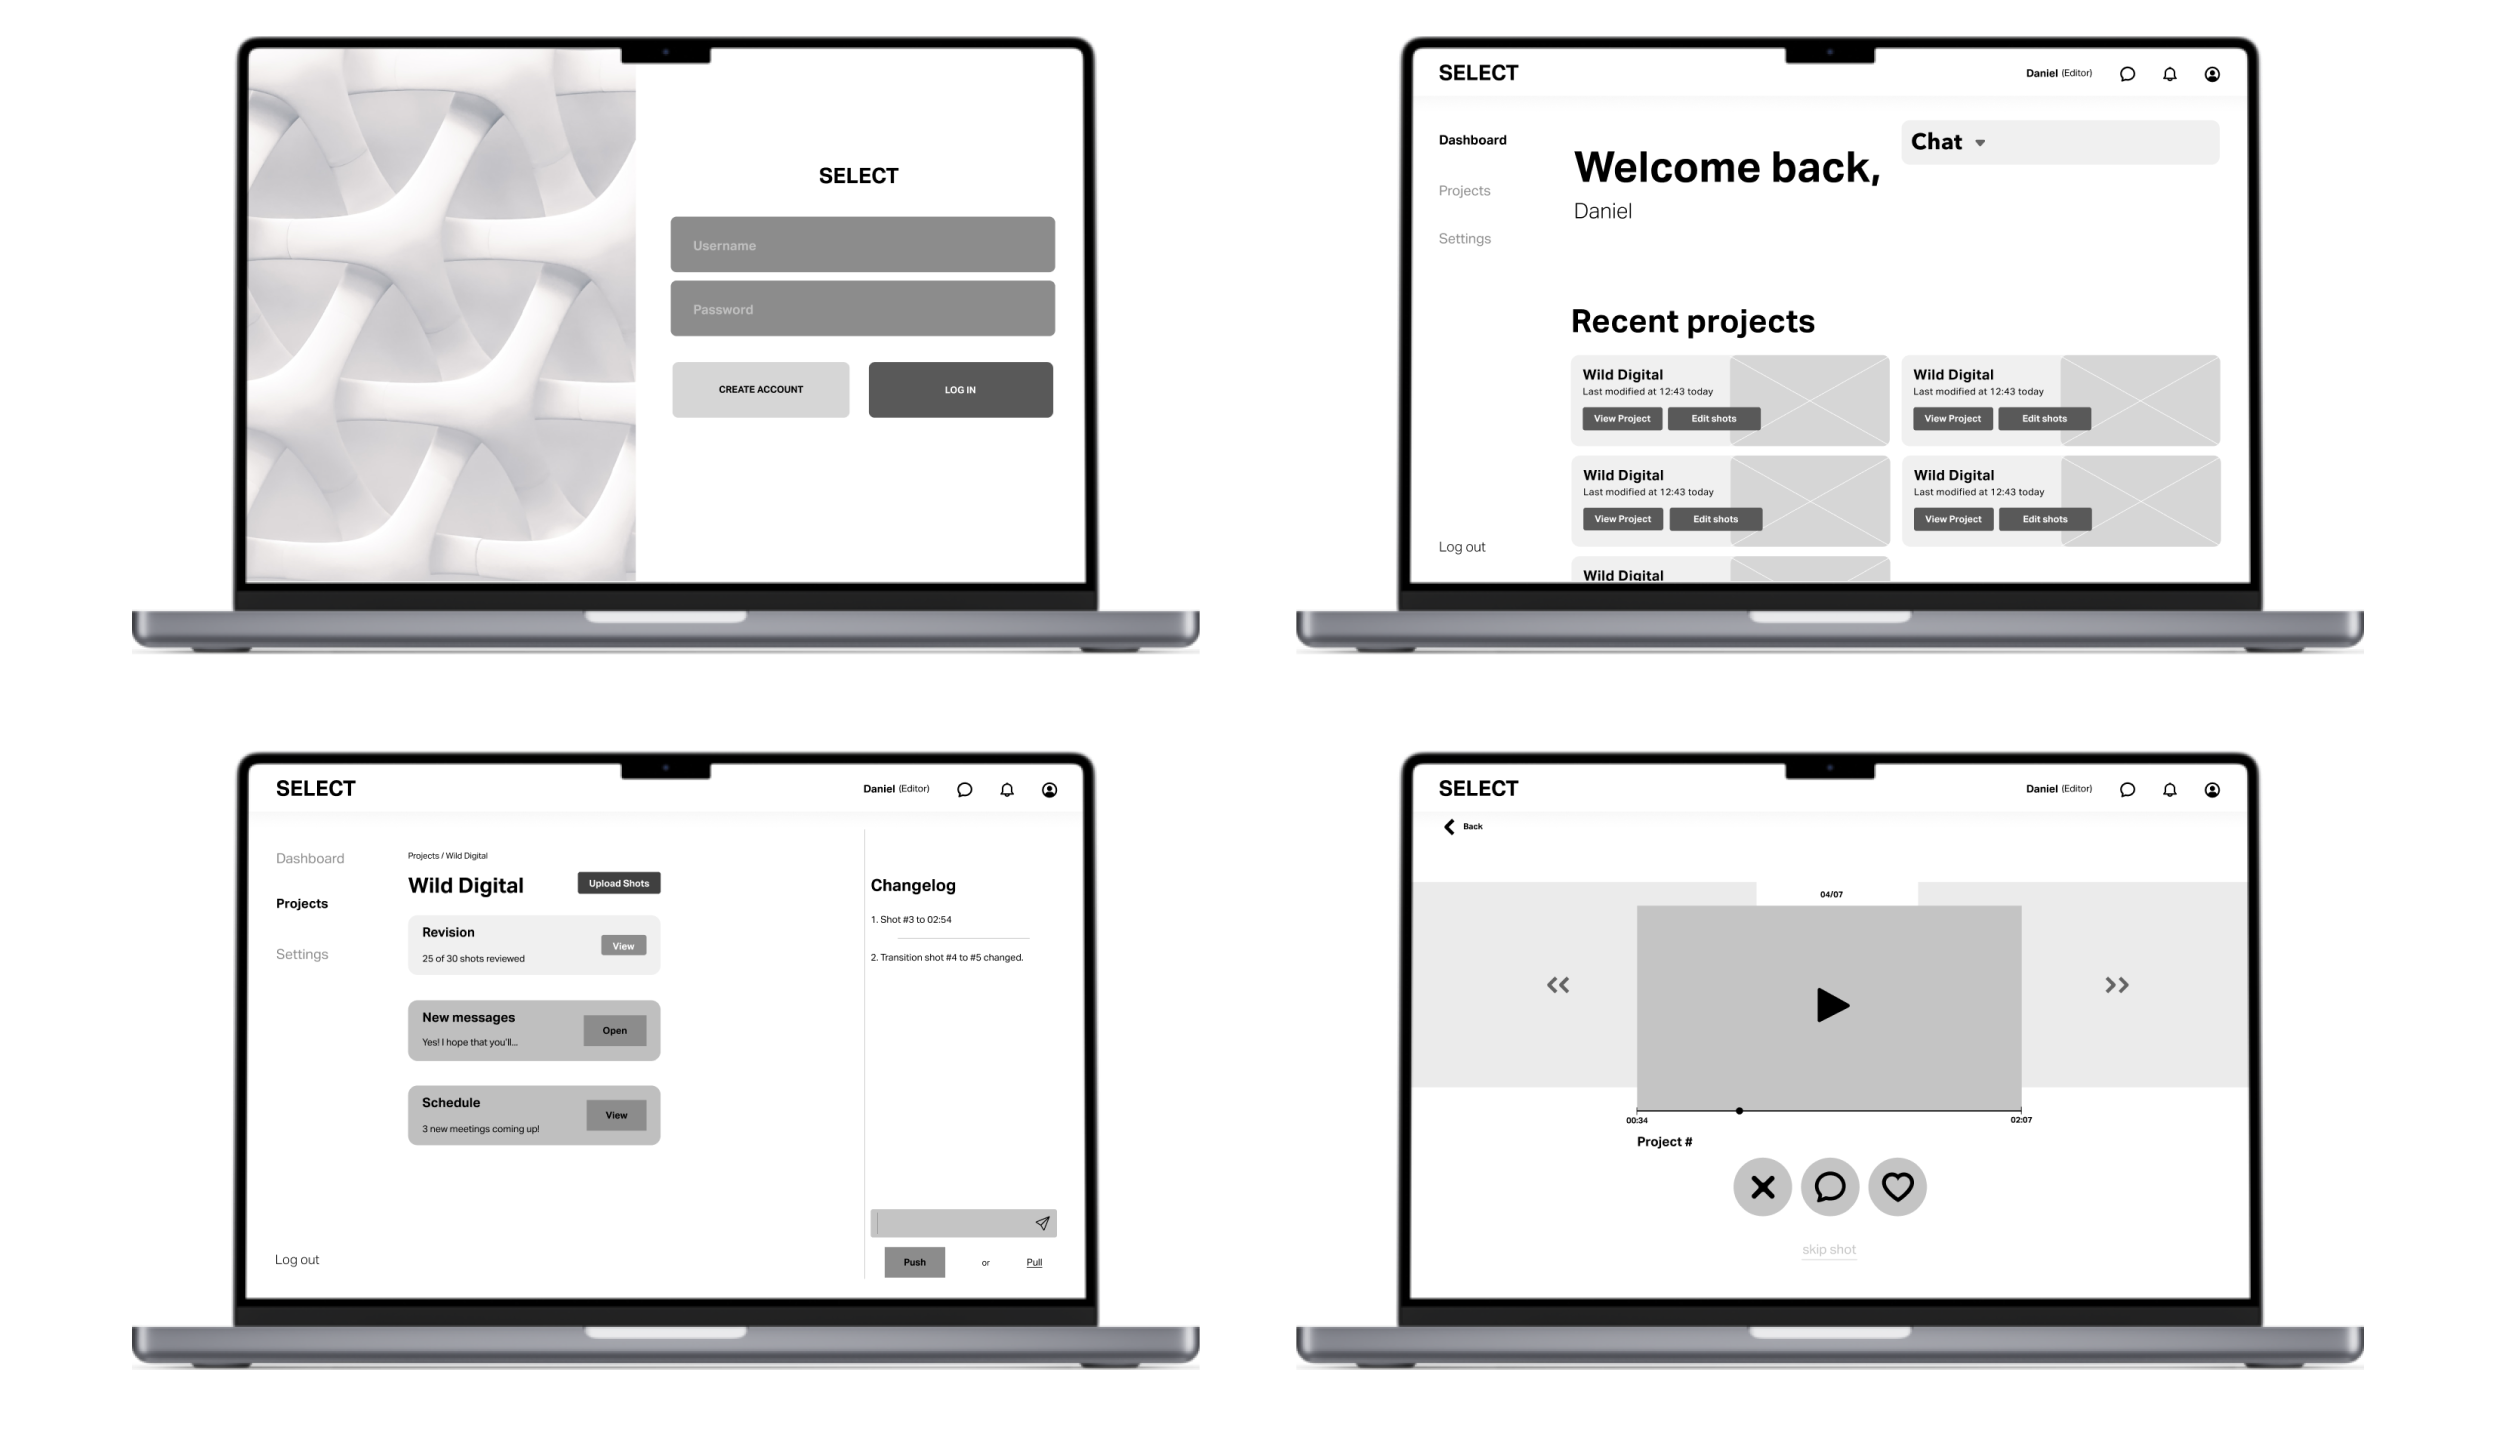 SELECT
Username
Password
CREATE ACCOUNT
LOG IN
SELECT
Daniel (Editor)
Dashboard
Projects
Settings
Log out
Welcome back,
Daniel
Chat
Recent projects
Wild Digital
Last modified at 12:43 today
View Project
Edit shots
Wild Digital
Last modified at 12:43 today
View Project
Edit shots
Wild Digital
Last modified at 12:43 today
View Project
Edit shots
Wild Digital
Last modified at 12:43 today
View Project
Edit shots
Wild Digital
SELECT
Daniel (Editor)
Dashboard
Projects
Settings
Log out
Projects / Wild Digital
Wild Digital
Upload Shots
Revision
25 of 30 shots reviewed
View
New messages
Yes! I hope that you'll...
Open
Schedule
3 new meetings coming up!
View
Changelog
1. Shot #3 to 02:54
2. Transition shot #4 to #5 changed.
Push
or
Pull
SELECT
Daniel (Editor)
Back
04/07
00:34
02:07
Project #
skip shot